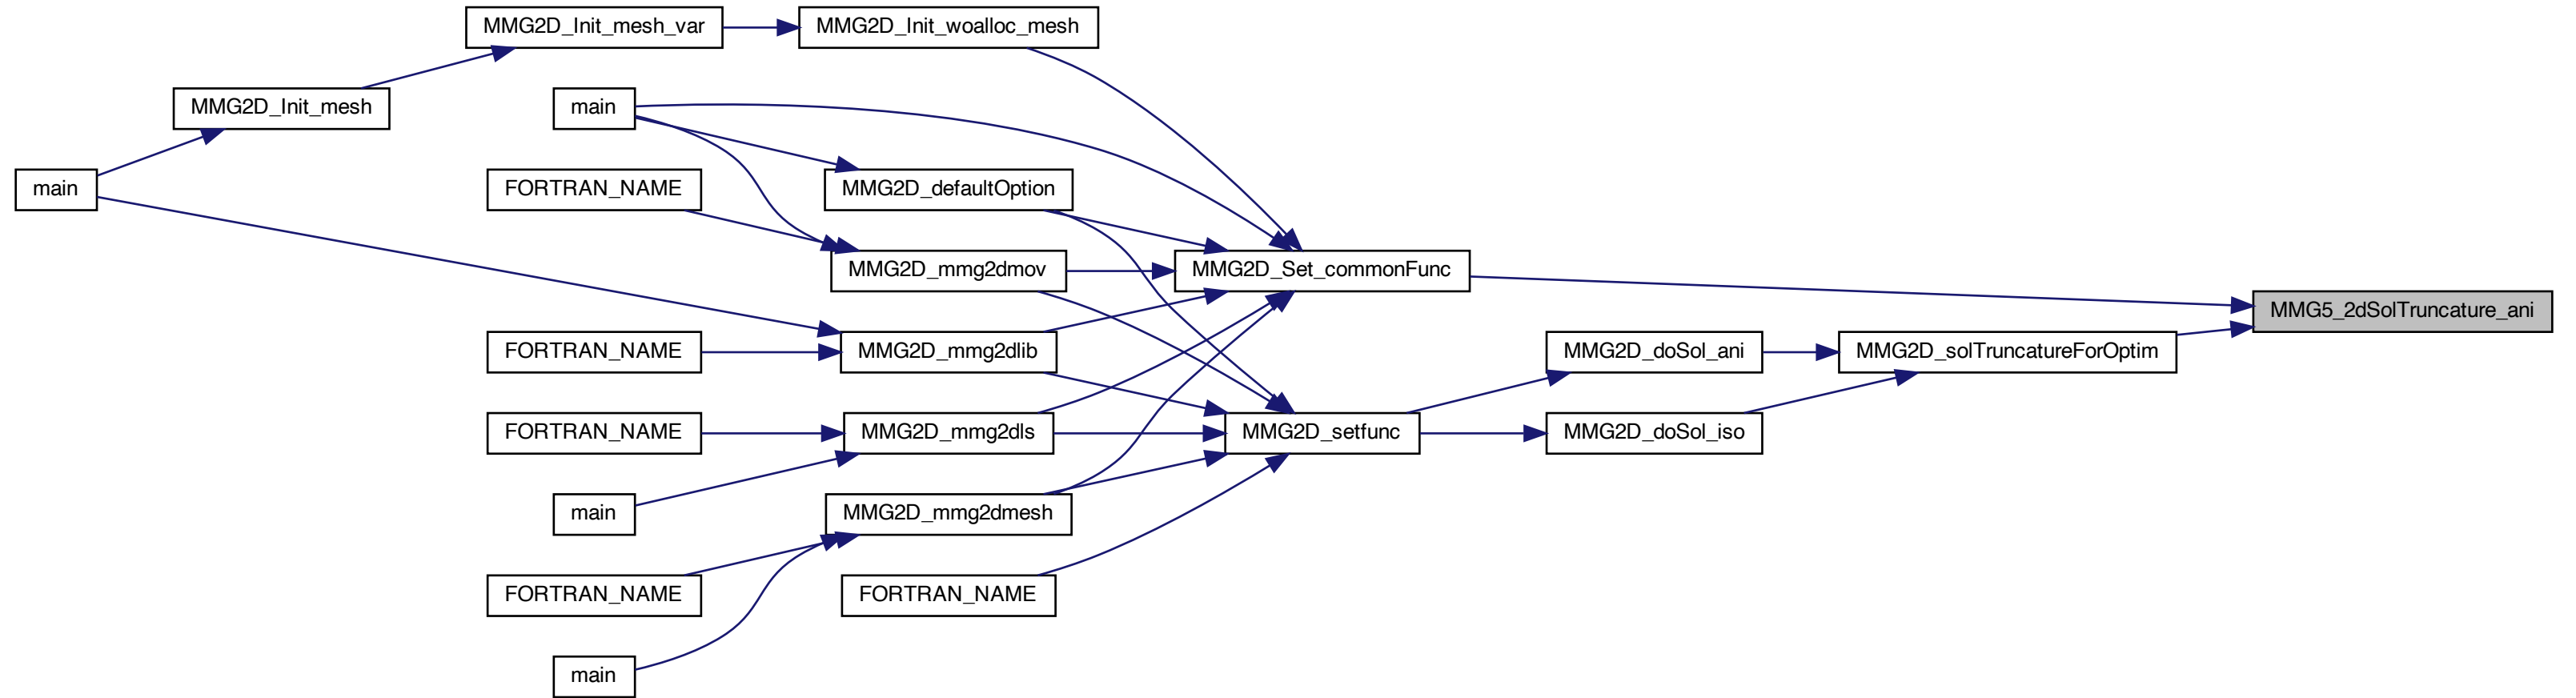 MMG2D_Init_mesh_var
MMG2D_Init_woalloc_mesh
MMG2D_Init_mesh
main
main
FORTRAN_NAME
MMG2D_defaultOption
MMG2D_mmg2dmov
MMG2D_Set_commonFunc
MMG5_2dSolTruncature_ani
FORTRAN_NAME
MMG2D_mmg2dlib
MMG2D_doSol_ani
MMG2D_solTruncatureForOptim
FORTRAN_NAME
MMG2D_mmg2dls
MMG2D_setfunc
MMG2D_doSol_iso
main
MMG2D_mmg2dmesh
FORTRAN_NAME
FORTRAN_NAME
main